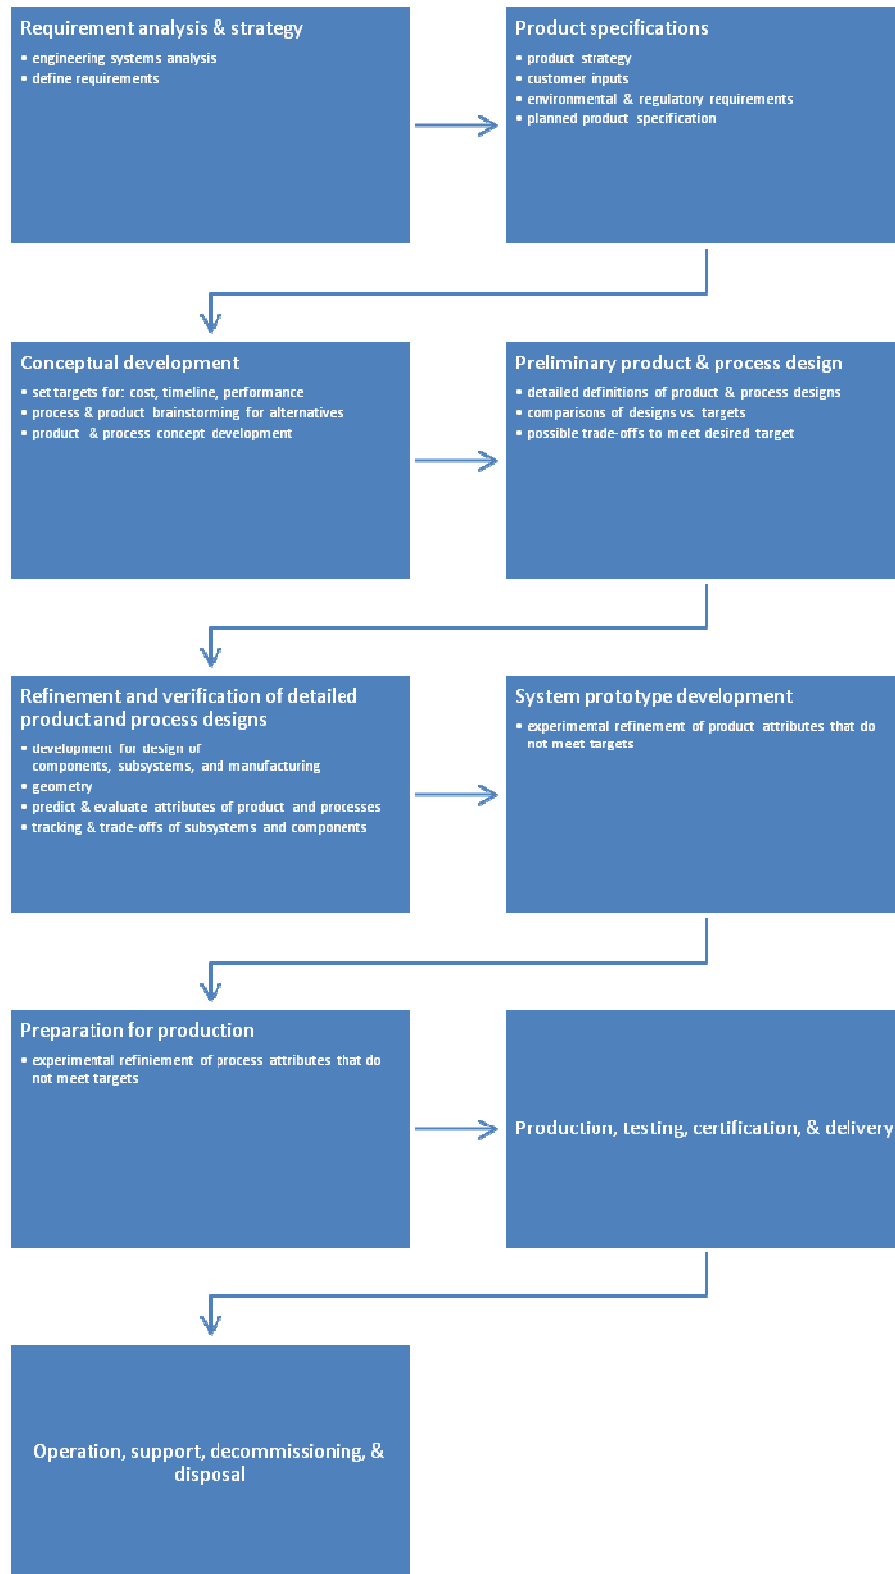 Requirement analysis & strategy
• engineering systems analysis
• define requirements
Product specifications
• product strategy
• customer inputs
• environmental & regulatory requirements
• planned product specification
Conceptual development
• set targets for: cost, timeline, performance
• process & product brainstorming for alternatives
• product & process concept development
Preliminary product & process design
• detailed definitions of product & process designs
• comparisons of designs vs. targets
• possible trade-offs to meet desired target
Refinement and verification of detailed
product and process designs
• development for design of
components, subsystems, and manufacturing
• geometry
• predict & evaluate attributes of product and processes
• tracking & trade-offs of subsystems and components
System prototype development
• experimental refinement of product attributes that do
not meet targets
Preparation for production
• experimental refiniement of process attributes that do
not meet targets
Production, testing, certification, & delivery
Operation, support, decommissioning, &
disposal